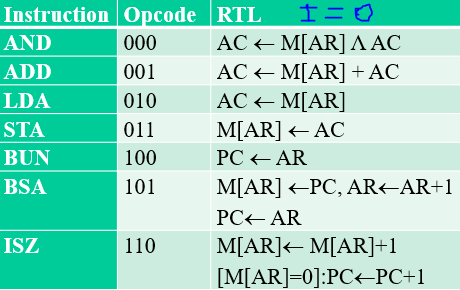 Instruction Opcode RTL I = 0
AND 000 AC ← M[AR] Λ AC
ADD 001 AC ← M[AR] + AC
LDA 010 AC ← M[AR]
STA 011 M[AR] ← AC
BUN 100 PC ← AR
BSA 101 M[AR] ←PC, AR←AR+1
PC← AR
ISZ 110 M[AR]← M[AR]+1
[M[AR]=0]:PC←PC+1